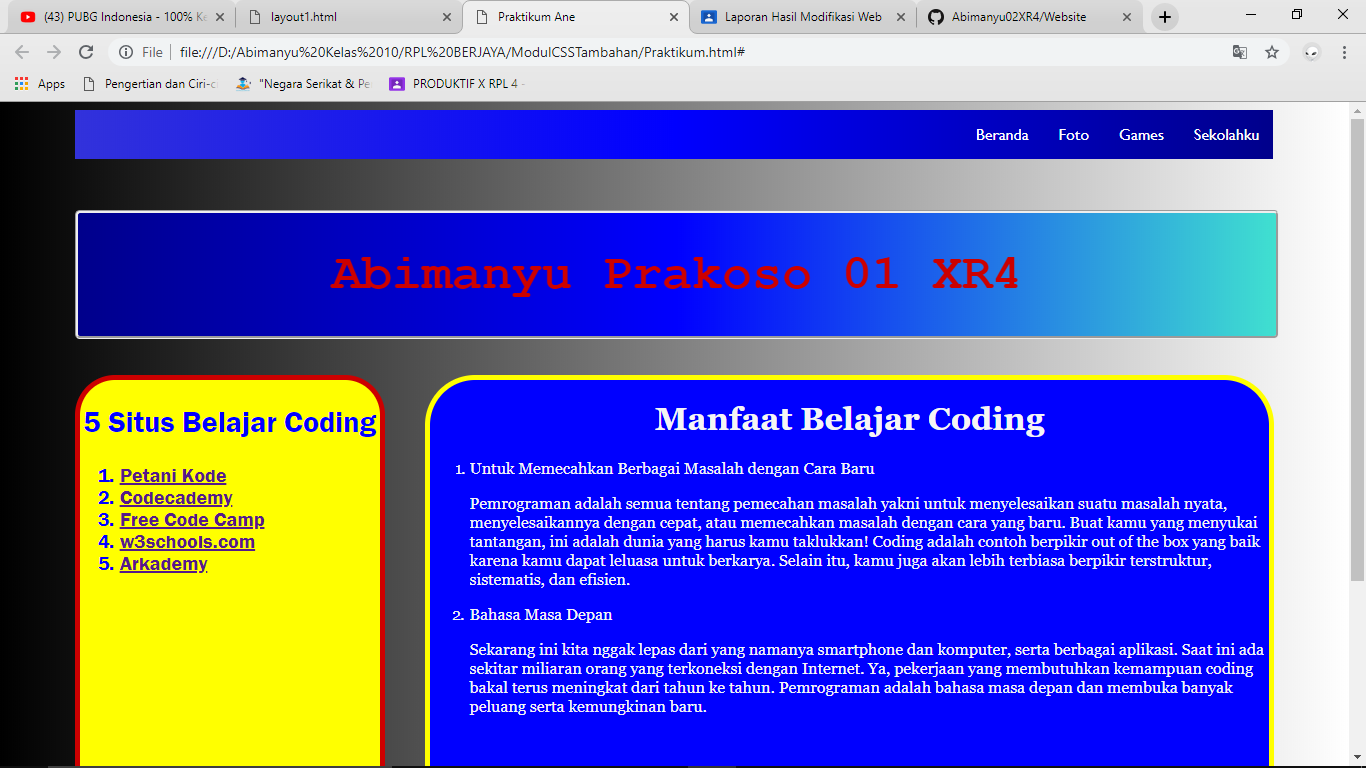 (43) PUBG Indonesia - 100% Ke
layout1.html
Praktikum Ane
Laporan Hasil Modifikasi Web
Abimanyu02XR4/Website
File
file:///D:/Abimanyu%20Kelas%2010/RPL%20BERJAYA/ModulCSSTambahan/Praktikum.html#
Apps
Pengertian dan Ciri-c
"Negara Serikat & Pe
PRODUKTIF X RPL 4 -
Beranda Foto Games Sekolahku
Abimanyu Prakoso 01 XR4
5 Situs Belajar Coding
1. Petani Kode
2. Codecademy
3. Free Code Camp
4. w3schools.com
5. Arkademy
Manfaat Belajar Coding
1. Untuk Memecahkan Berbagai Masalah dengan Cara Baru
Pemrograman adalah semua tentang pemecahan masalah yakni untuk menyelesaikan suatu masalah nyata,
menyelesaikannya dengan cepat, atau memecahkan masalah dengan cara yang baru. Buat kamu yang menyukai
tantangan, ini adalah dunia yang harus kamu taklukkan! Coding adalah contoh berpikir out of the box yang baik
karena kamu dapat leluasa untuk berkarya. Selain itu, kamu juga akan lebih terbiasa berpikir terstruktur,
sistematis, dan efisien.
2. Bahasa Masa Depan
Sekarang ini kita nggak lepas dari yang namanya smartphone dan komputer, serta berbagai aplikasi. Saat ini ada
sekitar miliaran orang yang terkoneksi dengan Internet. Ya, pekerjaan yang membutuhkan kemampuan coding
bakal terus meningkat dari tahun ke tahun. Pemrograman adalah bahasa masa depan dan membuka banyak
peluang serta kemungkinan baru.